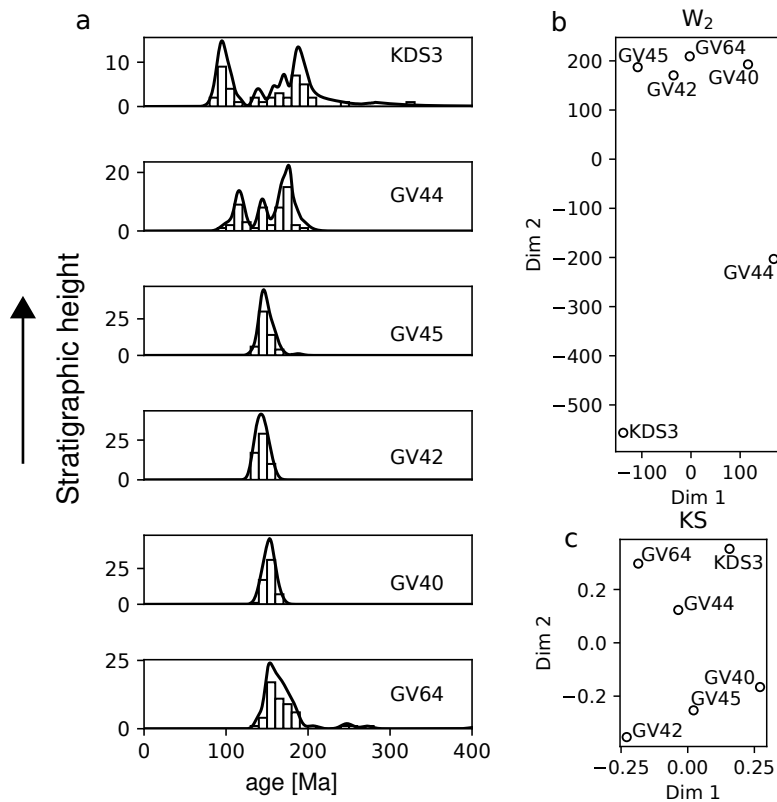 a
KDS3
10
0
GV44
20
0
GV45
25
0
GV42
25
0
GV40
25
0
GV64
25
0
0 100 200 300 400
age [Ma]
Stratigraphic height
b
W₂
GV45
GV64
GV42
GV40
GV44
KDS3
200
100
0
−100
−200
−300
−400
−500
Dim 2
−100 0 100
Dim 1
c
KS
GV64
KDS3
GV44
GV40
GV45
GV42
0.2
0.0
−0.2
Dim 2
−0.25 0.00 0.25
Dim 1